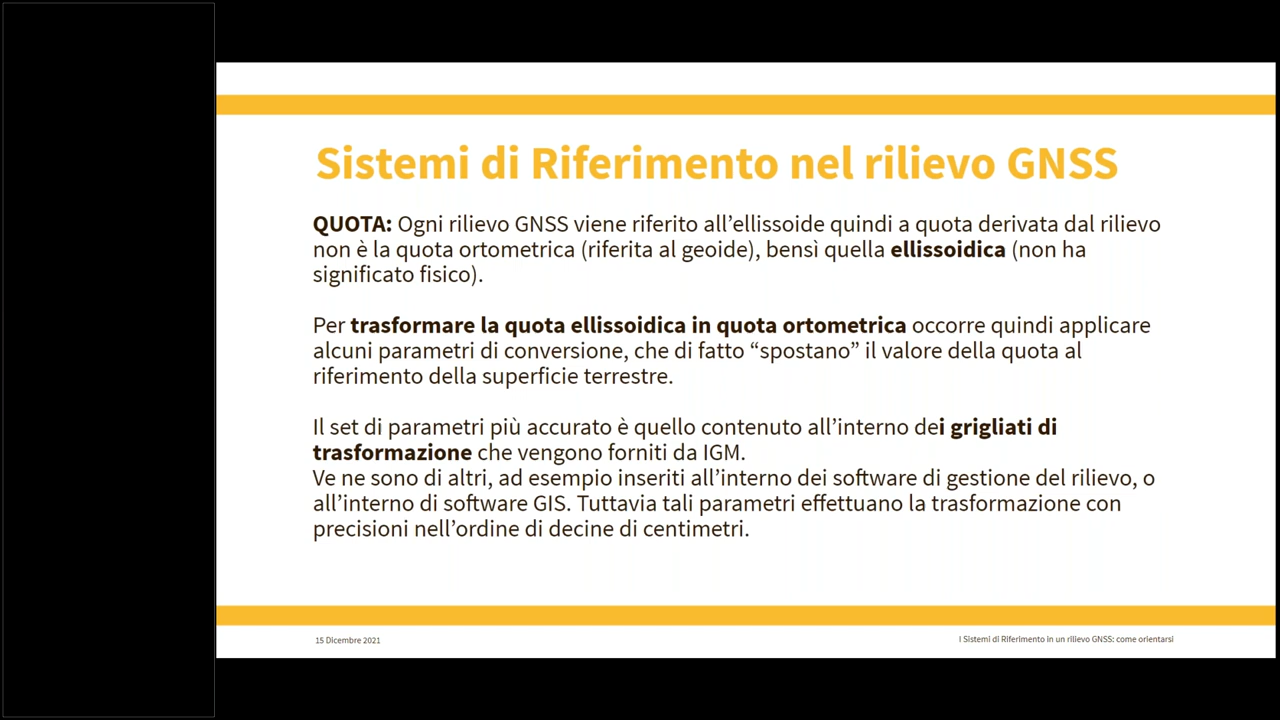 Sistemi di Riferimento nel rilievo GNSS
QUOTA: Ogni rilievo GNSS viene riferito all’ellissoide quindi a quota derivata dal rilievo
non è la quota ortometrica (riferita al geoide), bensì quella ellissoidica (non ha
significato fisico).
Per trasformare la quota ellissoidica in quota ortometrica occorre quindi applicare
alcuni parametri di conversione, che di fatto “spostano” il valore della quota al
riferimento della superficie terrestre.
Il set di parametri più accurato è quello contenuto all’interno dei grigliati di
trasformazione che vengono forniti da IGM.
Ve ne sono di altri, ad esempio inseriti all’interno dei software di gestione del rilievo, o
all’interno di software GIS. Tuttavia tali parametri effettuano la trasformazione con
precisioni nell’ordine di decine di centimetri.
15 Dicembre 2021
I Sistemi di Riferimento in un rilievo GNSS: come orientarsi